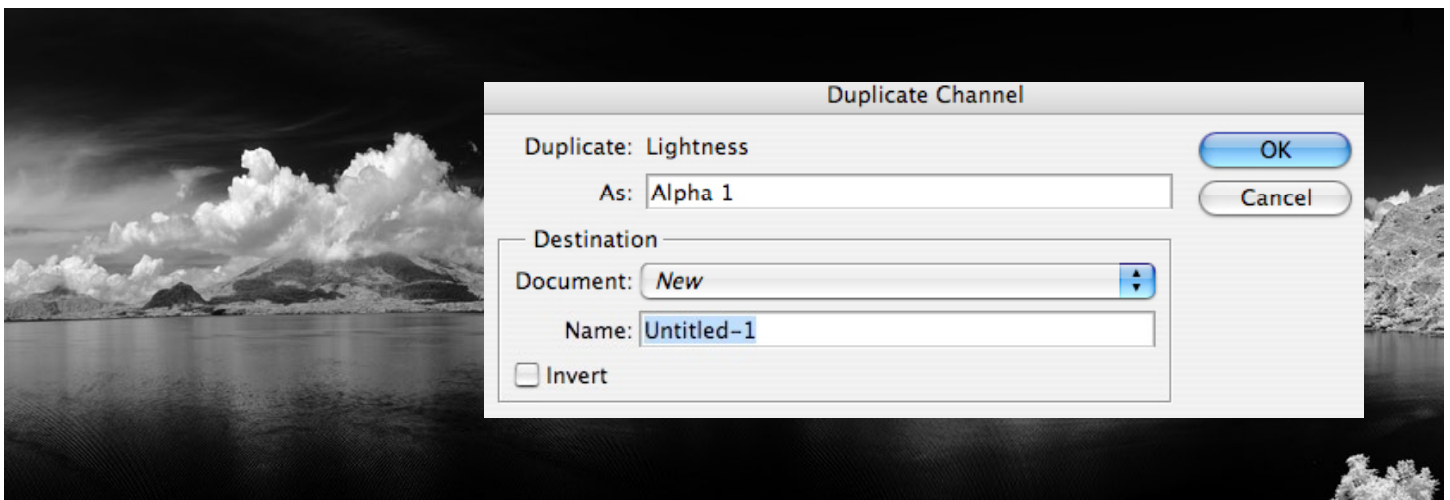 Duplicate Channel
Duplicate: Lightness
OK
As: Alpha 1
Cancel
Destination
Document: New
Name: Untitled-1
Invert